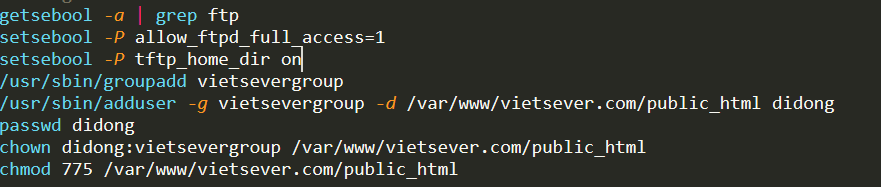 getsebool -a | grep ftp
setsebool -P allow_ftpd_full_access=1
setsebool -P tftp_home_dir on
/usr/sbin/groupadd vietsevergroup
/usr/sbin/adduser -g vietsevergroup -d /var/www/vietsever.com/public_html didong
passwd didong
chown didong:vietsevergroup /var/www/vietsever.com/public_html
chmod 775 /var/www/vietsever.com/public_html